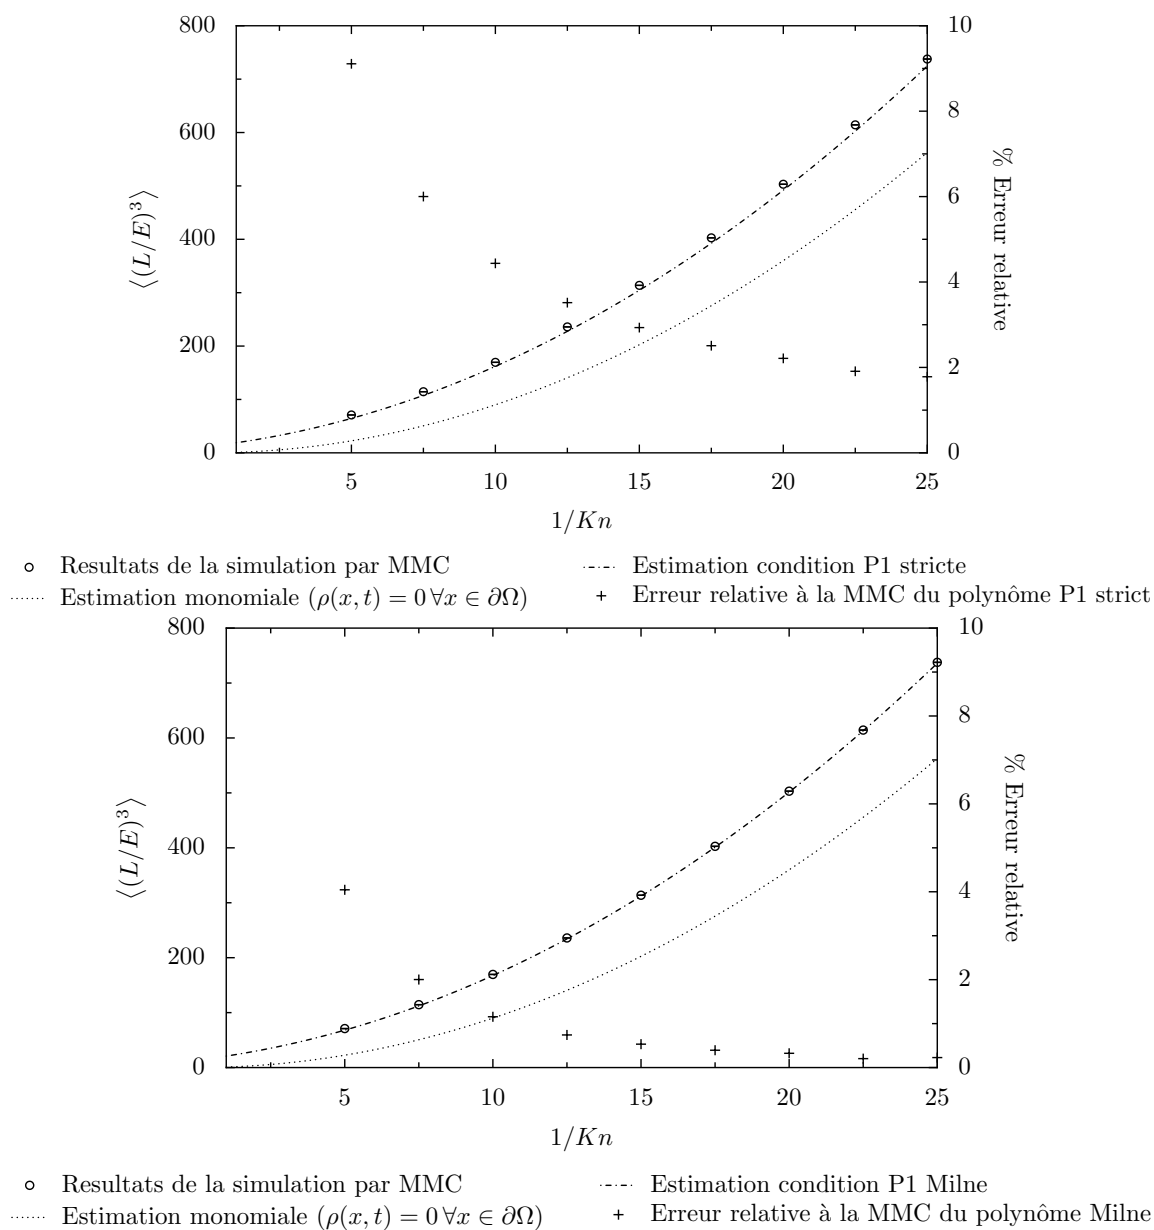 800
600
400
200
0
10
8
6
4
2
0
5 10 15 20 25
⟨(L/E)³⟩
% Erreur relative
1/Kn
Resultats de la simulation par MMC
Estimation condition P1 stricte
Estimation monomiale (ρ(x, t) = 0 ∀x ∈ ∂Ω)
Erreur relative à la MMC du polynôme P1 strict
800
600
400
200
0
10
8
6
4
2
0
5 10 15 20 25
⟨(L/E)³⟩
% Erreur relative
1/Kn
Resultats de la simulation par MMC
Estimation condition P1 Milne
Estimation monomiale (ρ(x, t) = 0 ∀x ∈ ∂Ω)
Erreur relative à la MMC du polynôme Milne